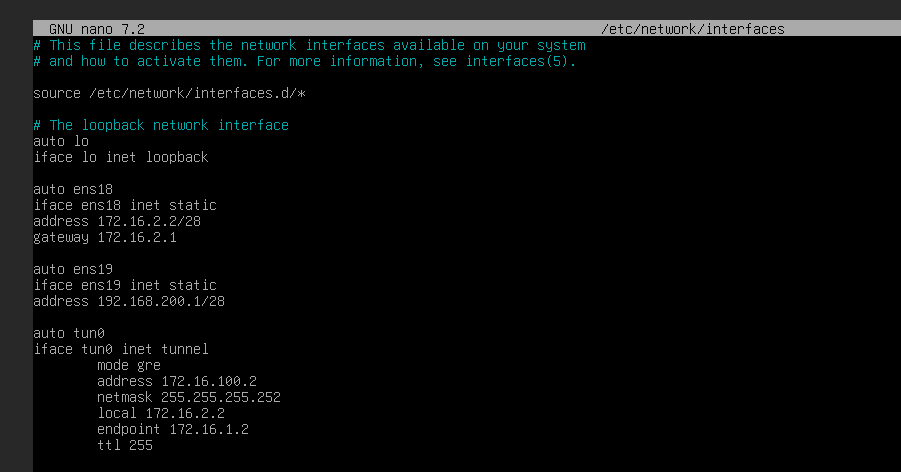 GNU nano 7.2 /etc/network/interfaces
# This file describes the network interfaces available on your system
# and how to activate them. For more information, see interfaces(5).
source /etc/network/interfaces.d/*
# The loopback network interface
auto lo
iface lo inet loopback
auto ens18
iface ens18 inet static
address 172.16.2.2/28
gateway 172.16.2.1
auto ens19
iface ens19 inet static
address 192.168.200.1/28
auto tun0
iface tun0 inet tunnel
mode gre
address 172.16.100.2
netmask 255.255.255.252
local 172.16.2.2
endpoint 172.16.1.2
ttl 255